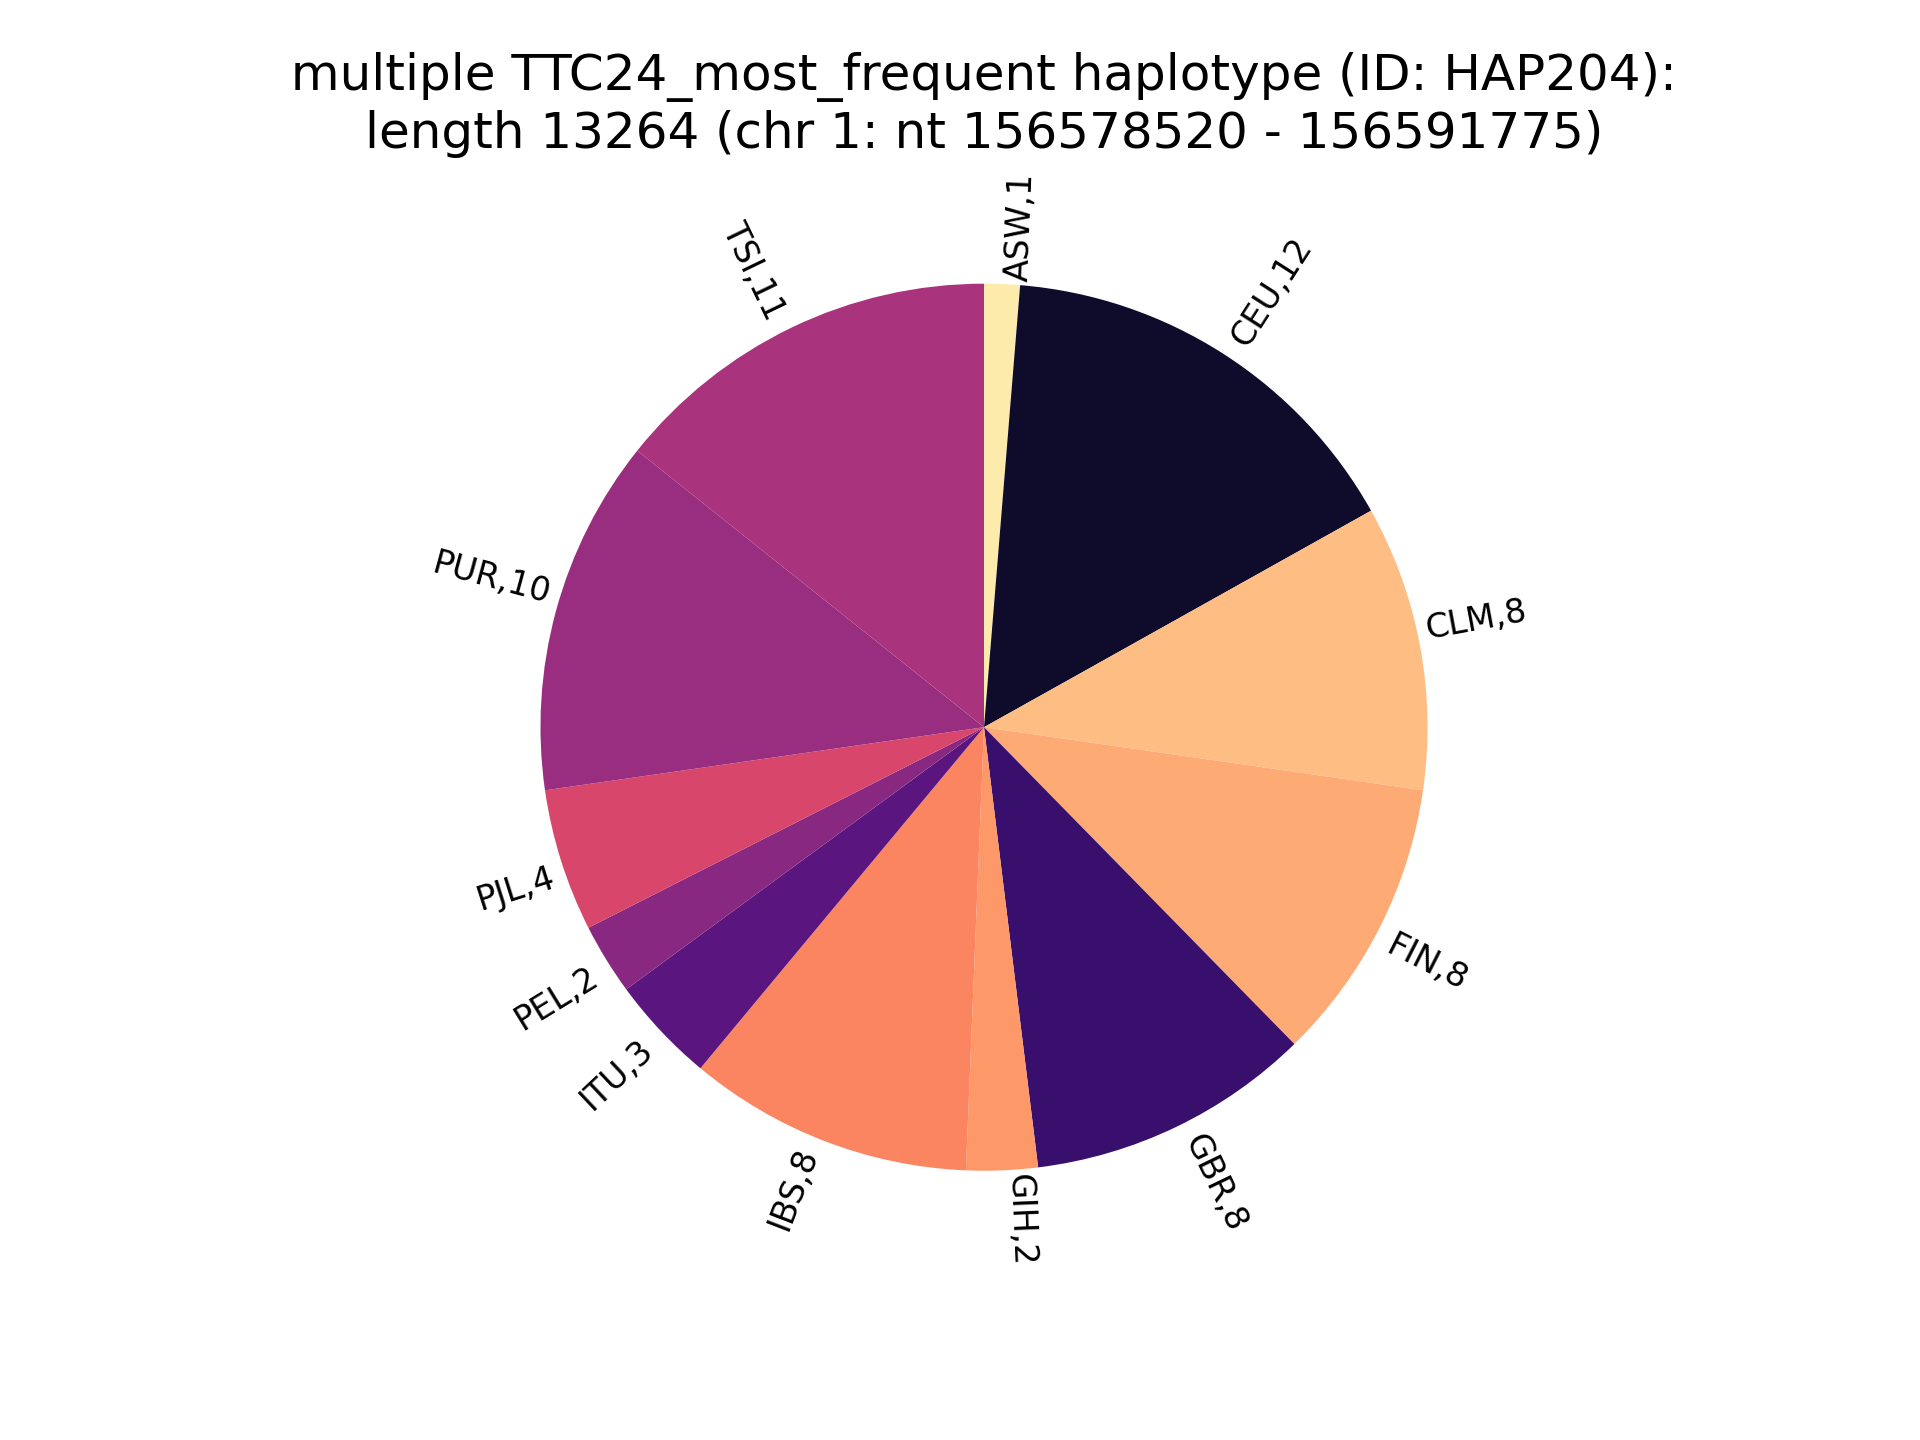 multiple TTC24_most_frequent haplotype (ID: HAP204):
length 13264 (chr 1: nt 156578520 - 156591775)
ASW,1
CEU,12
CLM,8
FIN,8
GBR,8
GIH,2
IBS,8
ITU,3
PEL,2
PJL,4
PUR,10
TSI,11